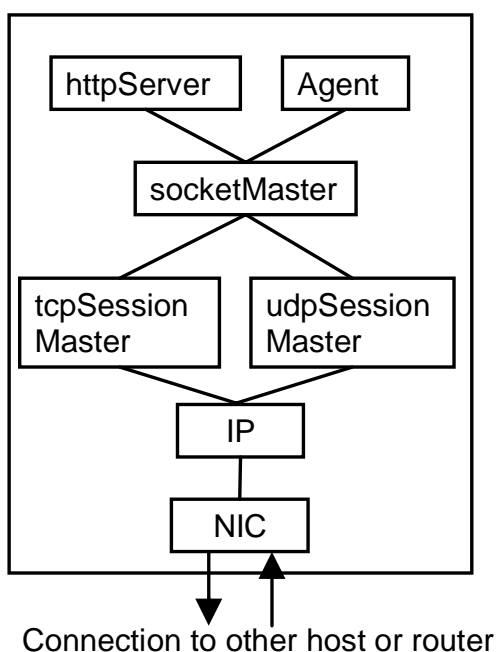 httpServer
Agent
socketMaster
tcpSession
Master
udpSession
Master
IP
NIC
Connection to other host or router